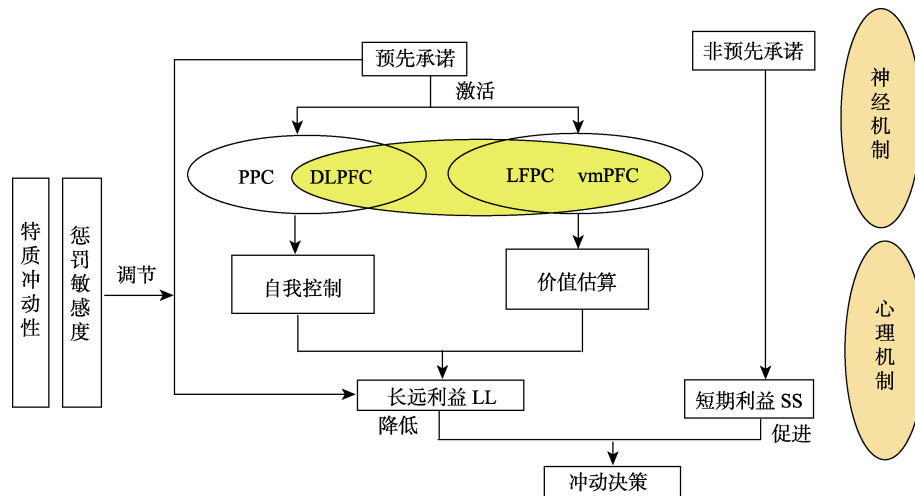 预先承诺
非预先承诺
激活
神经机制
PPC
DLPFC
LFPC
vmPFC
特质冲动性
惩罚敏感度
调节
自我控制
价值估算
心理机制
长远利益 LL
短期利益 SS
降低
促进
冲动决策